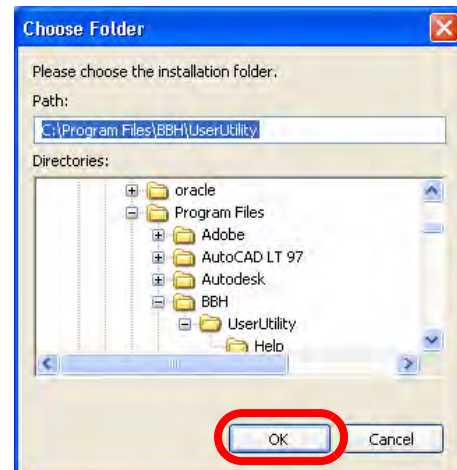 Choose Folder
Please choose the installation folder.
Path:
C:\Program Files\BBH\UserUtility
Directories:
oracle
Program Files
Adobe
AutoCAD LT 97
Autodesk
BBH
UserUtility
Help
OK Cancel